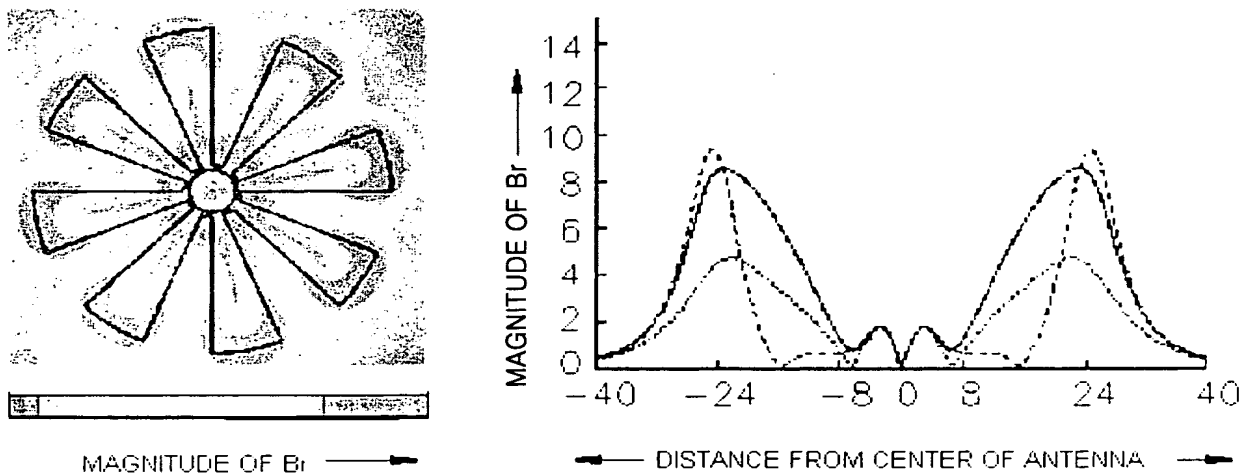 MAGNITUDE OF Br
MAGNITUDE OF Br
14
12
10
8
6
4
2
0
-40 -24 -8 0 8 24 40
DISTANCE FROM CENTER OF ANTENNA